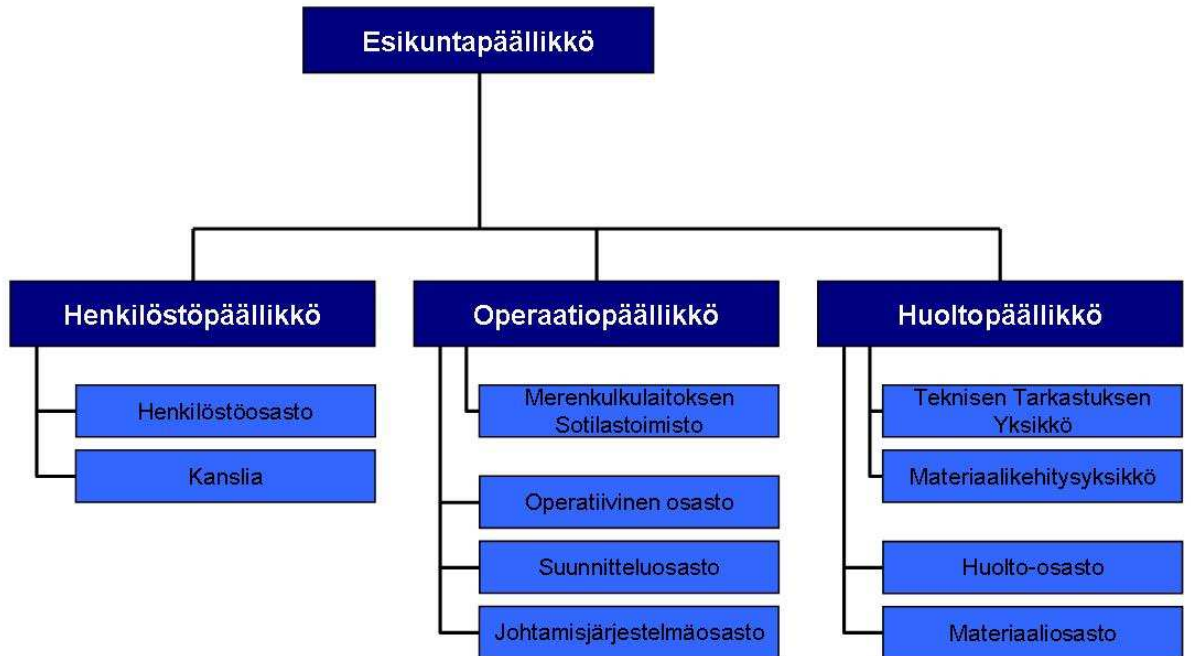 Esikuntapäällikkö
Henkilöstöpäällikkö
Henkilöstöosasto
Kanslia
Operaatiopäällikkö
Merenkulkulaitoksen
Sotilastoimisto
Operatiivinen osasto
Suunnitteluosasto
Johtamisjärjestelmäosasto
Huoltopäällikkö
Teknisen Tarkastuksen
Yksikkö
Materiaalikehitysyksikkö
Huolto-osasto
Materiaaliosasto